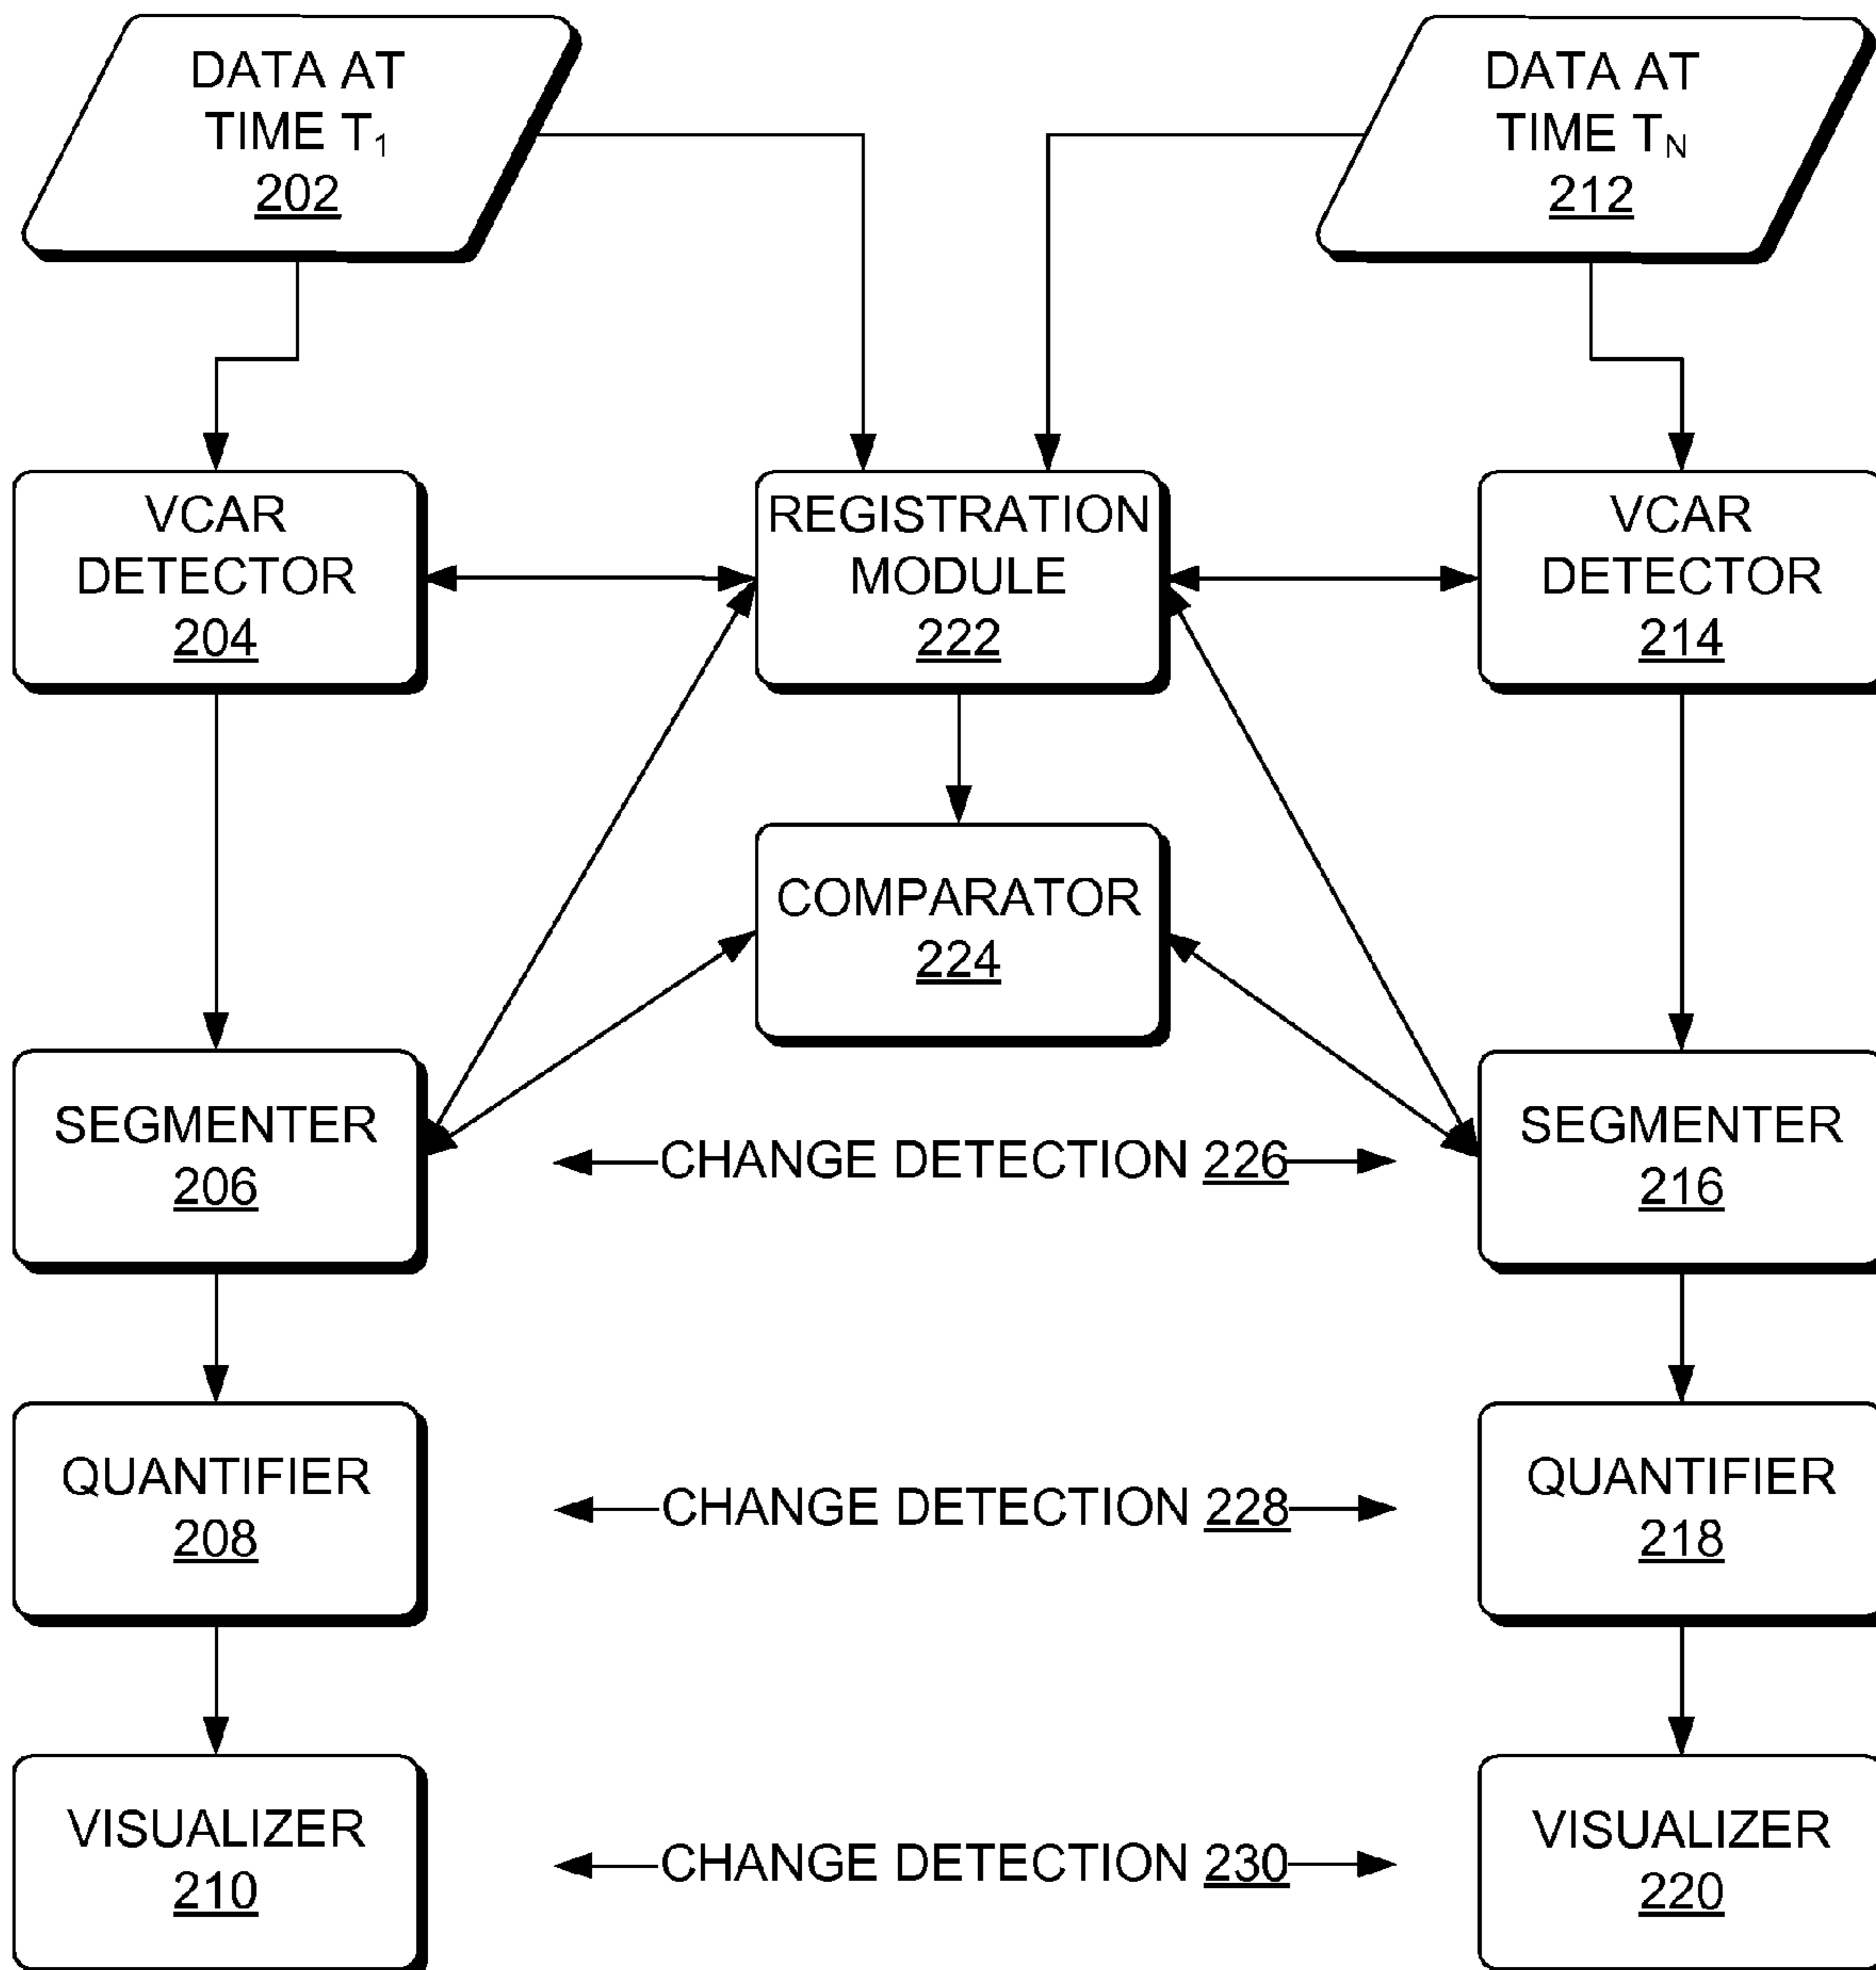 DATA AT
TIME T1
202
DATA AT
TIME TN
212
VCAR
DETECTOR
204
REGISTRATION
MODULE
222
VCAR
DETECTOR
214
COMPARATOR
224
SEGMENTER
206
CHANGE DETECTION 226
SEGMENTER
216
QUANTIFIER
208
CHANGE DETECTION 228
QUANTIFIER
218
VISUALIZER
210
CHANGE DETECTION 230
VISUALIZER
220